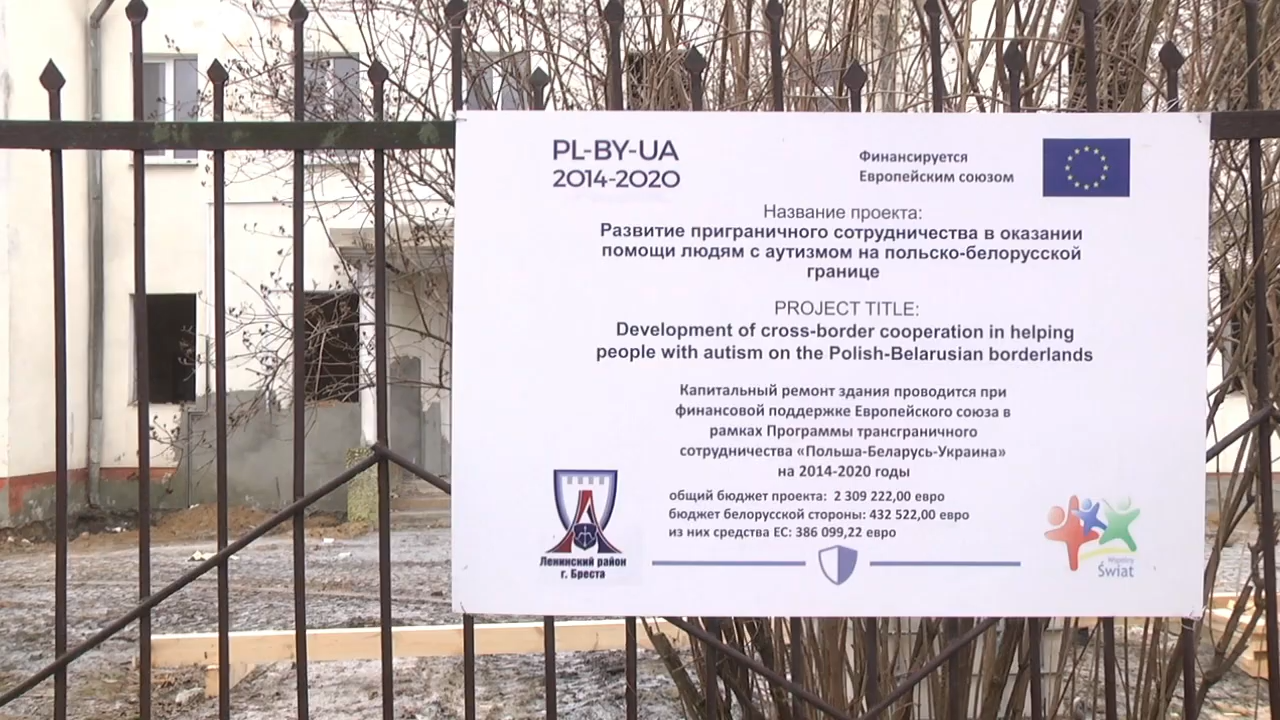 PL-BY-UA
2014-2020
Финансируется
Европейским союзом
Название проекта:
Развитие приграничного сотрудничества в оказании
помощи людям с аутизмом на польско-белорусской
границе
PROJECT TITLE:
Development of cross-border cooperation in helping
people with autism on the Polish-Belarusian borderlands
Капитальный ремонт здания проводится при
финансовой поддержке Европейского союза в
рамках Программы трансграничного
сотрудничества «Польша-Беларусь-Украина»
на 2014-2020 годы
общий бюджет проекта: 2 309 222,00 евро
бюджет белорусской стороны: 432 522,00 евро
из них средства ЕС: 386 099,22 евро
Ленинский район
г. Бреста
Świat